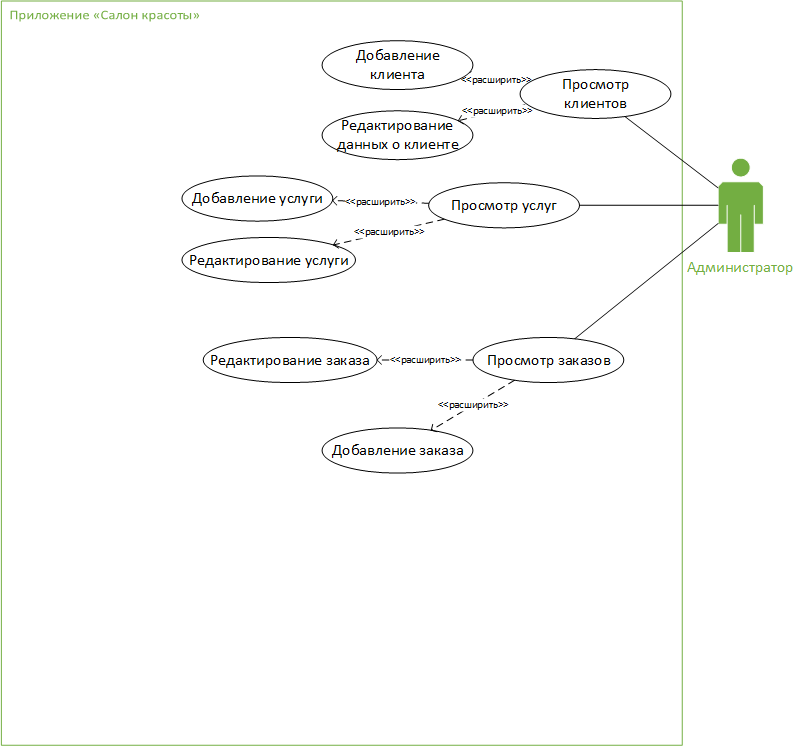 Приложение «Салон красоты»
Добавление
клиента
<<расширить>>
Просмотр
клиентов
<<расширить>>
Редактирование
данных о клиенте
Добавление услуги
<<расширить>>
Просмотр услуг
<<расширить>>
Редактирование услуги
Администратор
Редактирование заказа
<<расширить>>
Просмотр заказов
<<расширить>>
Добавление заказа